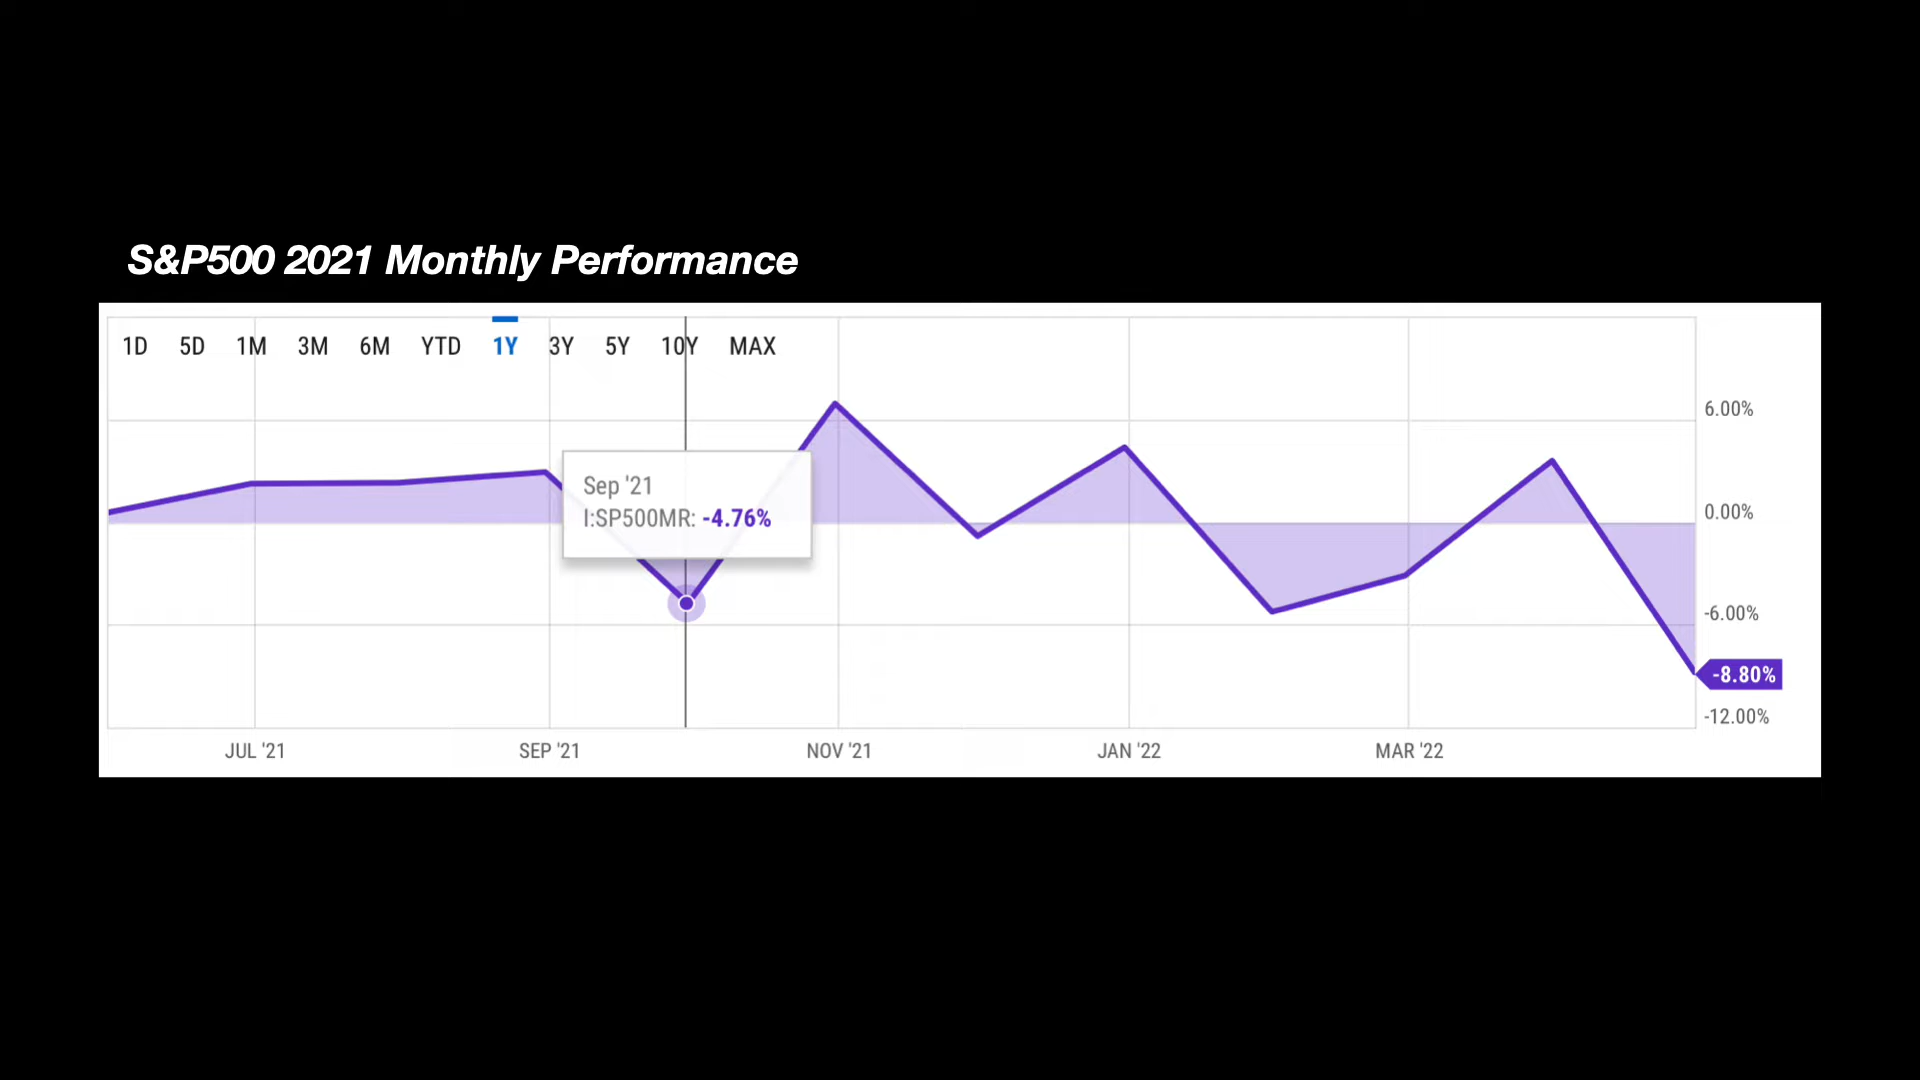 S&P500 2021 Monthly Performance
1D 5D 1M 3M 6M YTD 1Y 3Y 5Y 10Y MAX
6.00%
Sep '21
I:SP500MR: -4.76%
0.00%
-6.00%
-8.80%
-12.00%
JUL '21 SEP '21 NOV '21 JAN '22 MAR '22